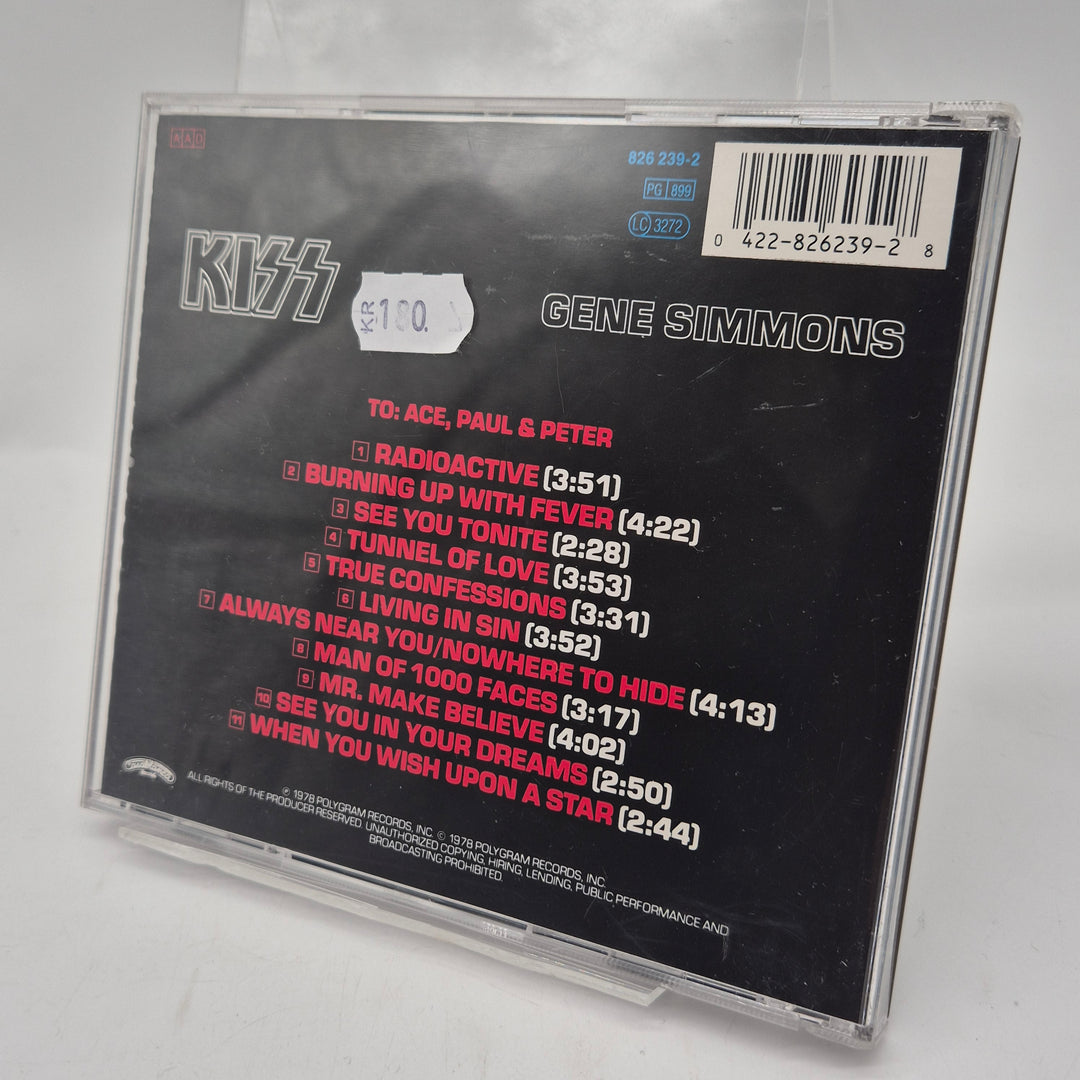 AAD
826 239-2
PG 899
LC 3272
0 422-826239-2 8
KISS
KR 180.
GENE SIMMONS
TO: ACE, PAUL & PETER
1 RADIOACTIVE (3:51)
2 BURNING UP WITH FEVER (4:22)
3 SEE YOU TONITE (2:28)
4 TUNNEL OF LOVE (3:53)
5 TRUE CONFESSIONS (3:31)
6 LIVING IN SIN (3:52)
7 ALWAYS NEAR YOU/NOWHERE TO HIDE (4:13)
8 MAN OF 1000 FACES (3:17)
9 MR. MAKE BELIEVE (4:02)
10 SEE YOU IN YOUR DREAMS (2:50)
11 WHEN YOU WISH UPON A STAR (2:44)
℗ 1978 POLYGRAM RECORDS, INC. © 1978 POLYGRAM RECORDS, INC.
ALL RIGHTS OF THE PRODUCER RESERVED. UNAUTHORIZED COPYING, HIRING, LENDING, PUBLIC PERFORMANCE AND
BROADCASTING PROHIBITED.